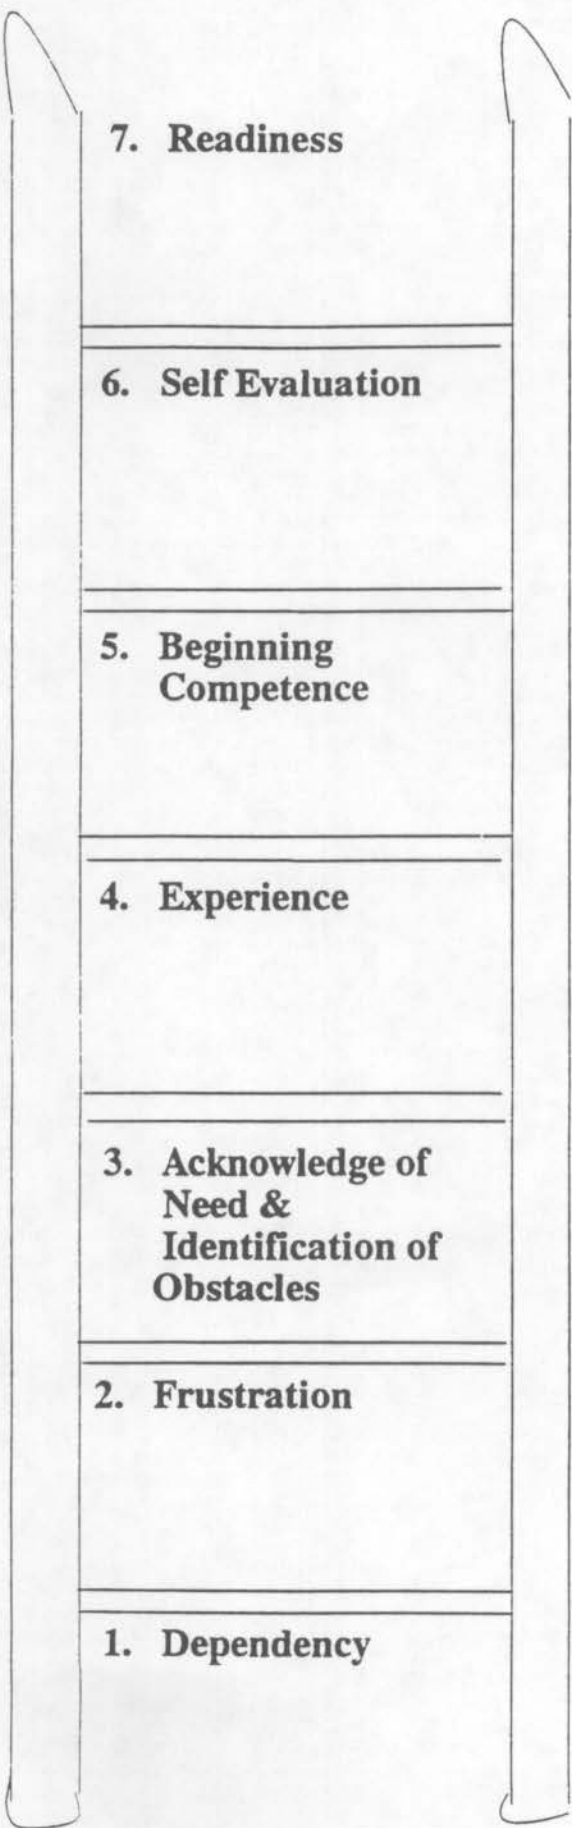 7. Readiness
6. Self Evaluation
5. Beginning
Competence
4. Experience
3. Acknowledge of
Need &
Identification of
Obstacles
2. Frustration
1. Dependency